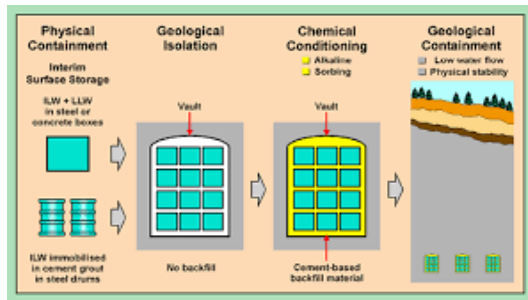 Physical
Containment
Interim
Surface Storage
ILW + LLW
in steel or
concrete boxes
ILW immobilised
in cement grout
in steel drums
Geological
Isolation
Vault
No backfill
Chemical
Conditioning
Alkaline
Sorbing
Vault
Cement-based
backfill material
Geological
Containment
Low water flow
Physical stability